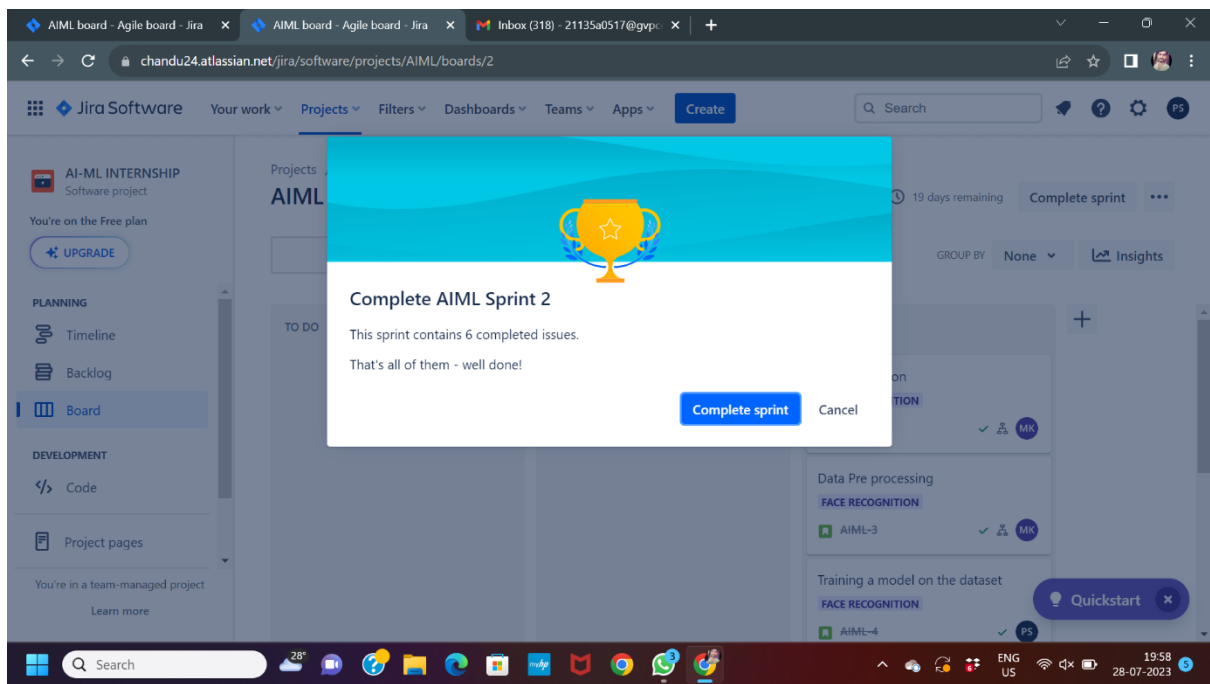 AIML board - Agile board - Jira
AIML board - Agile board - Jira
Inbox (318) - 21135a0517@gvpc
chandu24.atlassian.net/jira/software/projects/AIML/boards/2
Jira Software
Your work
Projects
Filters
Dashboards
Teams
Apps
Create
Search
PS
AI-ML INTERNSHIP
Software project
You're on the Free plan
UPGRADE
PLANNING
Timeline
Backlog
Board
DEVELOPMENT
Code
Project pages
You're in a team-managed project
Learn more
Projects
AIML
19 days remaining
Complete sprint
GROUP BY
None
Insights
TO DO
Complete AIML Sprint 2
This sprint contains 6 completed issues.
That's all of them - well done!
Complete sprint
Cancel
on
TION
MK
Data Pre processing
FACE RECOGNITION
AIML-3
MK
Training a model on the dataset
FACE RECOGNITION
AIML-4
PS
Quickstart
Search
28°
myhp
3
ENG
US
19:58
28-07-2023
5